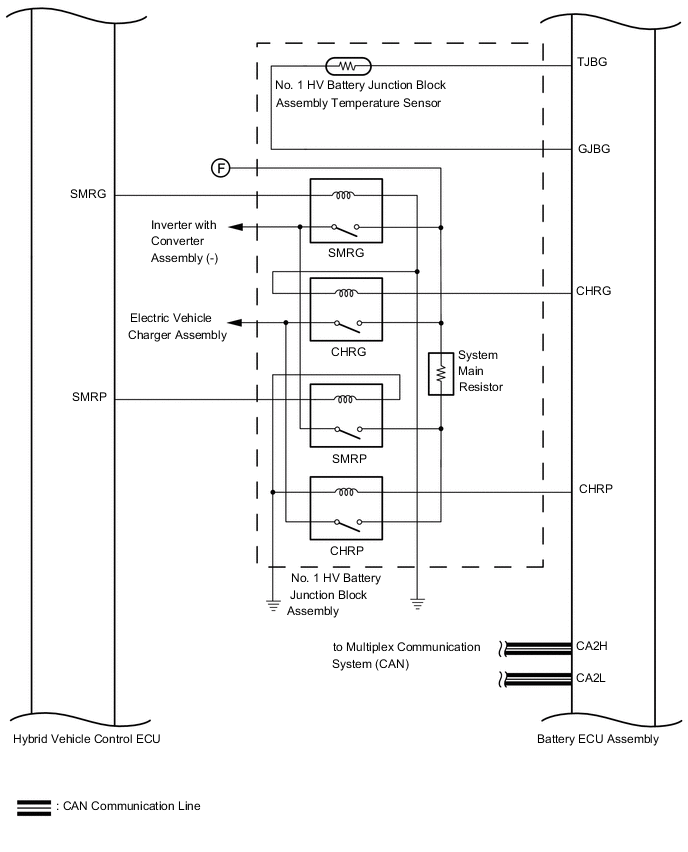 TJBG
No. 1 HV Battery Junction Block
Assembly Temperature Sensor
GJBG
F
SMRG
Inverter with
Converter
Assembly (-)
SMRG
CHRG
Electric Vehicle
Charger Assembly
CHRG
System
Main
Resistor
SMRP
SMRP
CHRP
CHRP
No. 1 HV Battery
Junction Block
Assembly
to Multiplex Communication
System (CAN)
CA2H
CA2L
Hybrid Vehicle Control ECU
Battery ECU Assembly
: CAN Communication Line